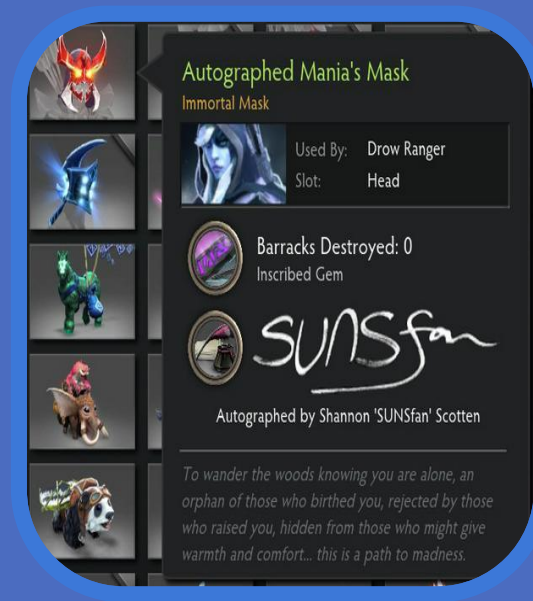 Autographed Mania's Mask
Immortal Mask
Used By: Drow Ranger
Slot: Head
Barracks Destroyed: 0
Inscribed Gem
SUNSfan
Autographed by Shannon 'SUNSfan' Scotten
To wander the woods knowing you are alone, an
orphan of those who birthed you, rejected by those
who raised you, hidden from those who might give
warmth and comfort... this is a path to madness.